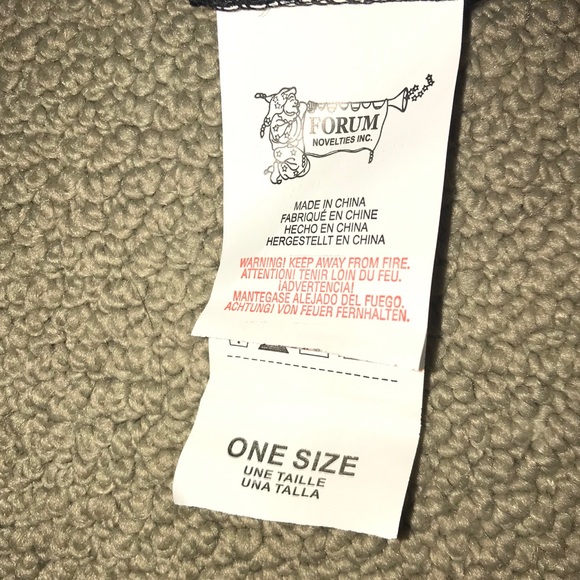 FORUM
NOVELTIES INC.
MADE IN CHINA
FABRIQUÉ EN CHINE
HECHO EN CHINA
HERGESTELLT EN CHINA
WARNING! KEEP AWAY FROM FIRE.
ATTENTION! TENIR LOIN DU FEU.
¡ADVERTENCIA!
MANTEGASE ALEJADO DEL FUEGO.
ACHTUNG! VON FEUER FERNHALTEN.
ONE SIZE
UNE TAILLE
UNA TALLA